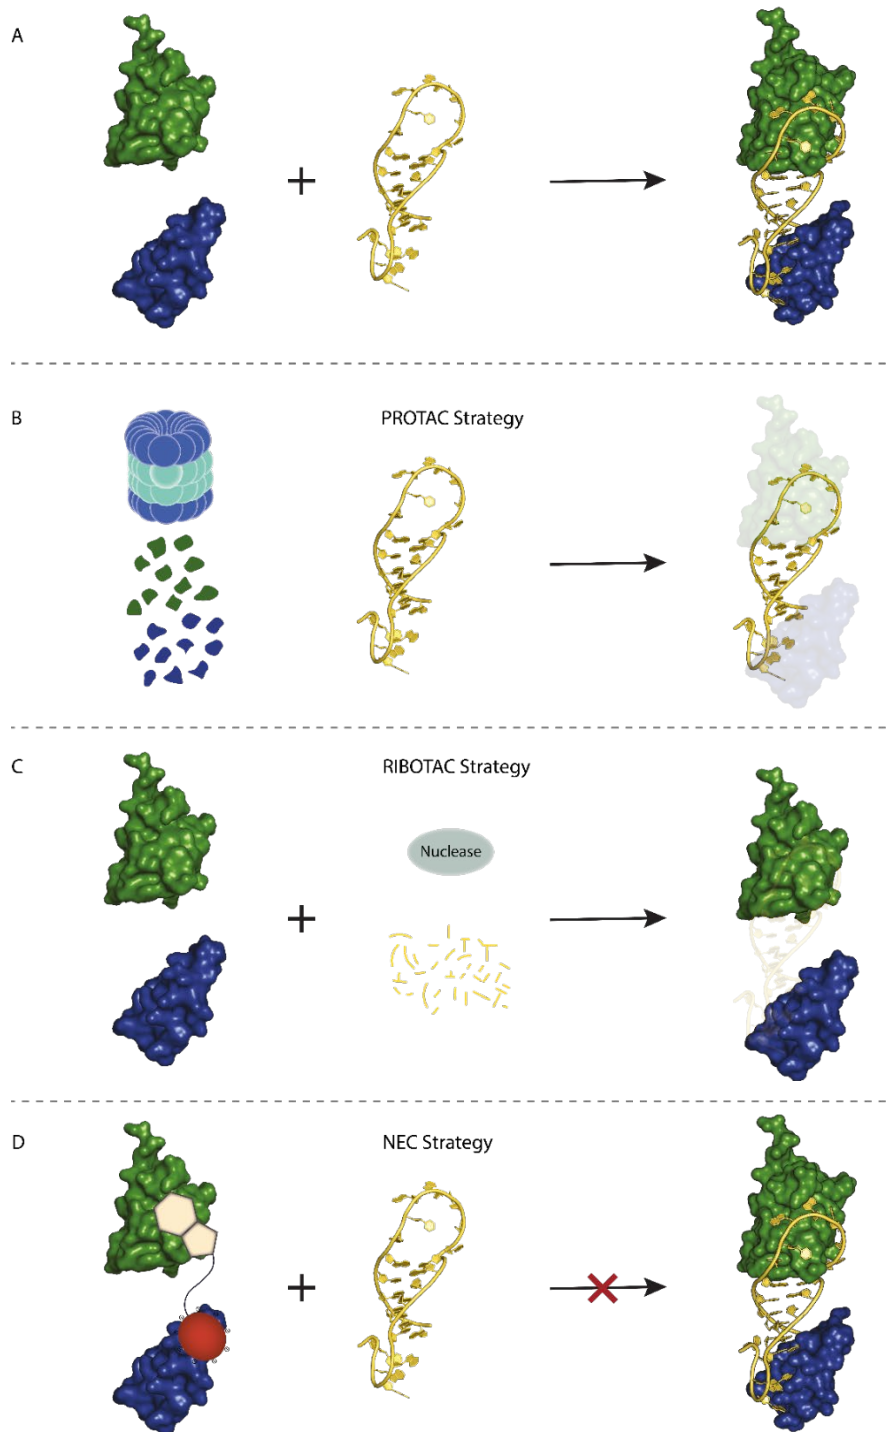 A
B
PROTAC Strategy
C
RIBOTAC Strategy
Nuclease
D
NEC Strategy